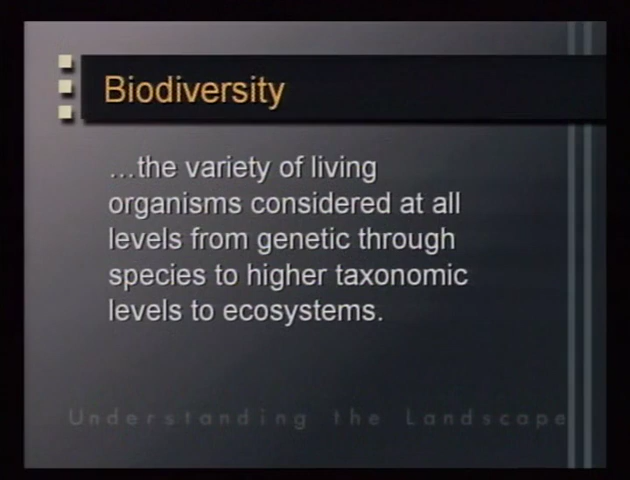 Biodiversity
...the variety of living
organisms considered at all
levels from genetic through
species to higher taxonomic
levels to ecosystems.
Understanding the Landscape